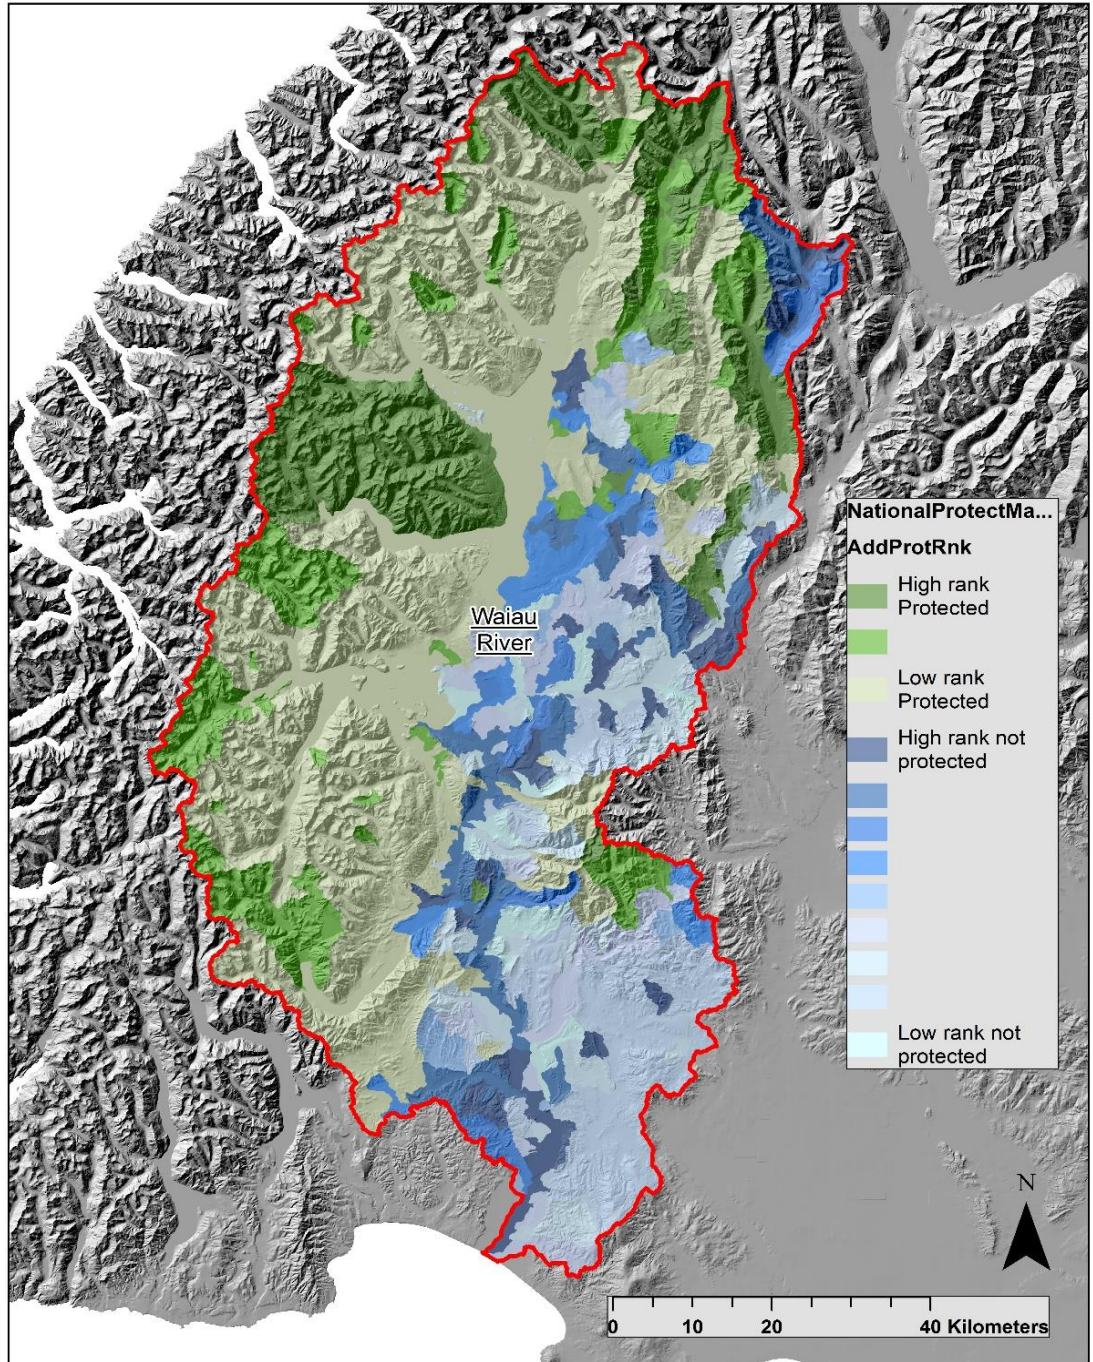 Waiau
River
NationalProtectMa...
AddProtRnk
High rank
Protected
Low rank
Protected
High rank not
protected
Low rank not
protected
N
0 10 20 40 Kilometers